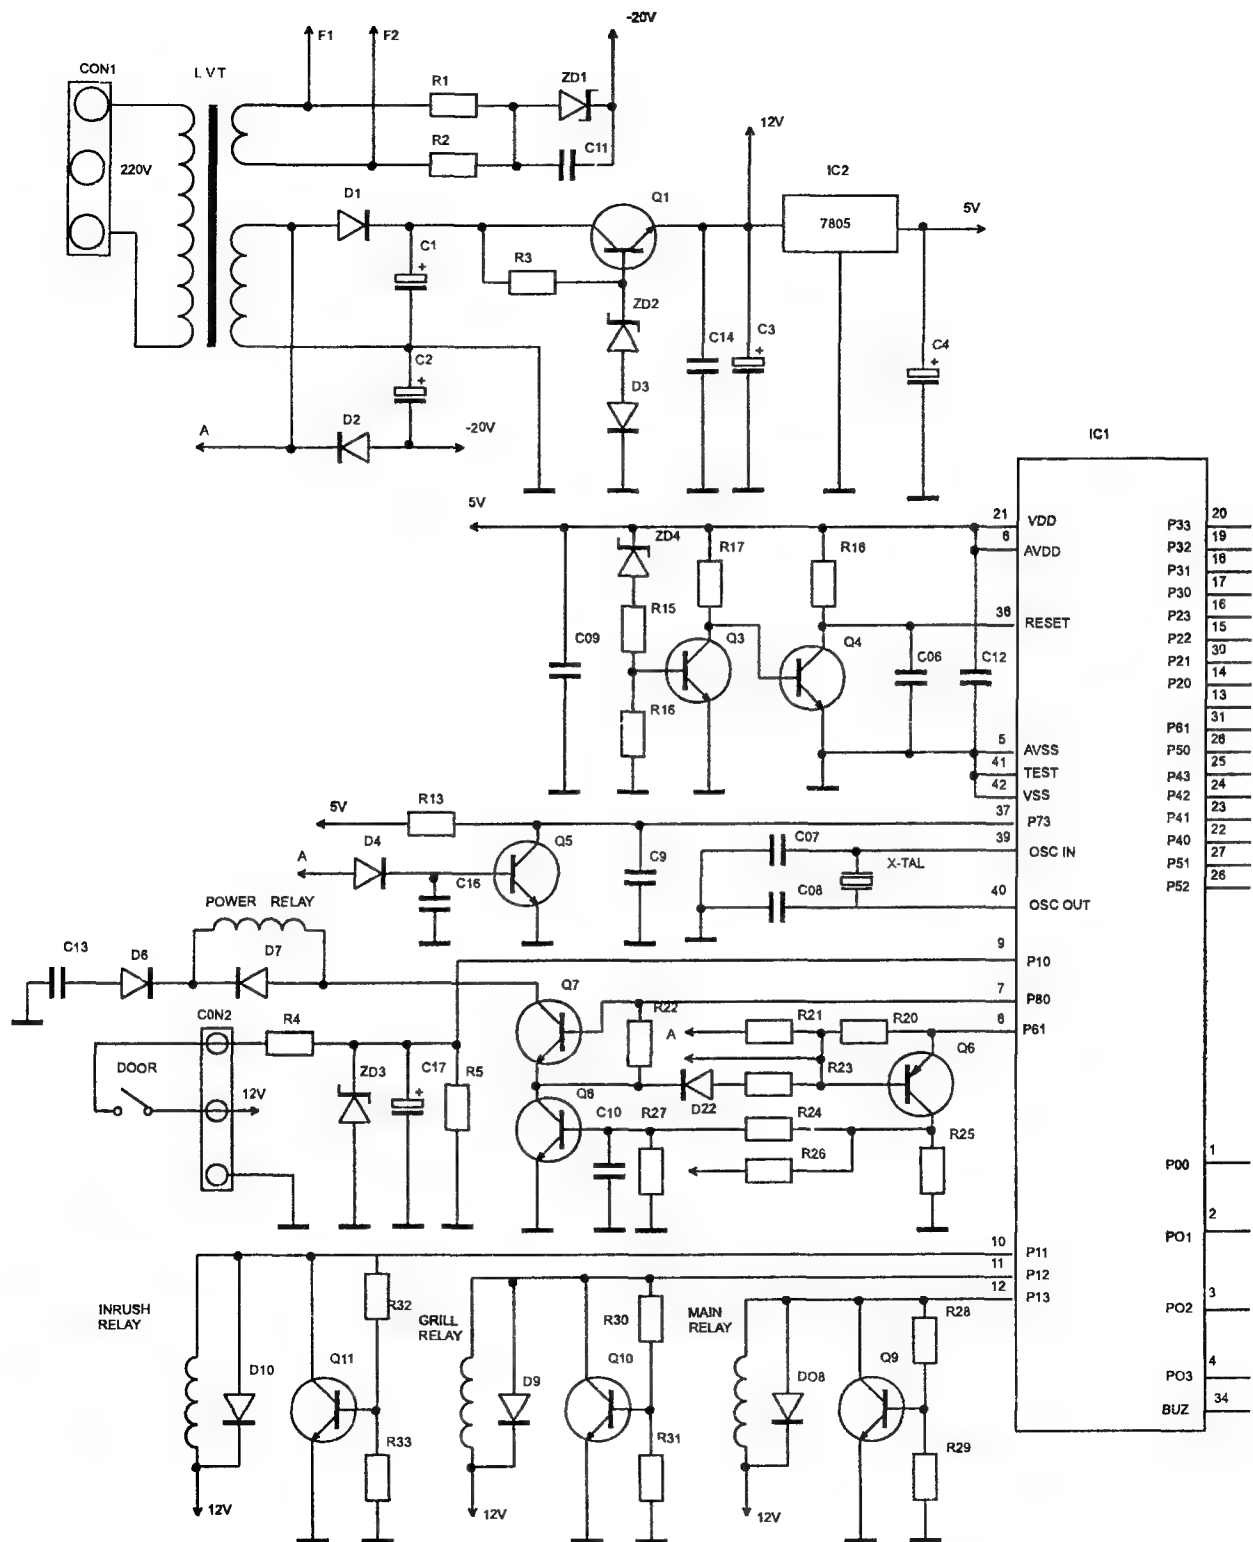 -20V
F1
F2
CON1
LVT
ZD1
R1
12V
R2
C11
220V
IC2
D1
Q1
5V
7805
C1
+
R3
ZD2
C14
C3
+
C4
+
C2
+
D3
D2
A
-20V
IC1
5V
21
VDD
P33
20
6
AVDD
P32
19
ZD4
R17
R16
P31
18
P30
17
R15
38
RESET
P23
16
Q3
Q4
P22
15
C09
C06
C12
P21
30
P20
14
13
R16
P61
31
5
AVSS
P50
28
41
TEST
P43
25
42
VSS
P42
24
5V
R13
37
P73
P41
23
D4
Q5
C07
39
OSC IN
P40
22
A
C16
C9
X-TAL
P51
27
C08
40
OSC OUT
P52
26
POWER RELAY
C13
D6
D7
9
P10
Q7
7
P80
R22
R21
R20
6
P61
CON2
R4
A
Q6
DOOR
ZD3
C17
+
R5
R23
12V
Q8
D22
C10
R27
R24
R25
R26
P00
1
PO1
2
10
P11
11
P12
12
P13
PO2
3
INRUSH
RELAY
R32
GRILL
RELAY
R30
MAIN
RELAY
R28
D10
Q11
D9
Q10
DO8
Q9
PO3
4
BUZ
34
R33
R31
R29
12V
12V
12V